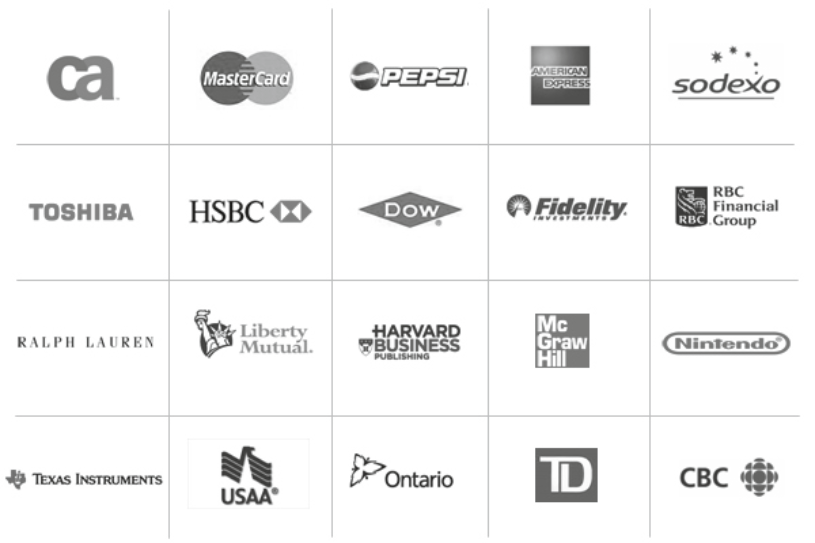 ca
MasterCard
PEPSI
AMERICAN
EXPRESS
sodexo
TOSHIBA
HSBC
Dow
Fidelity
INVESTMENTS
RBC
RBC
Financial
Group
RALPH LAUREN
Liberty
Mutual.
HARVARD
BUSINESS
PUBLISHING
Mc
Graw
Hill
Nintendo®
TEXAS INSTRUMENTS
USAA®
Ontario
TD
CBC